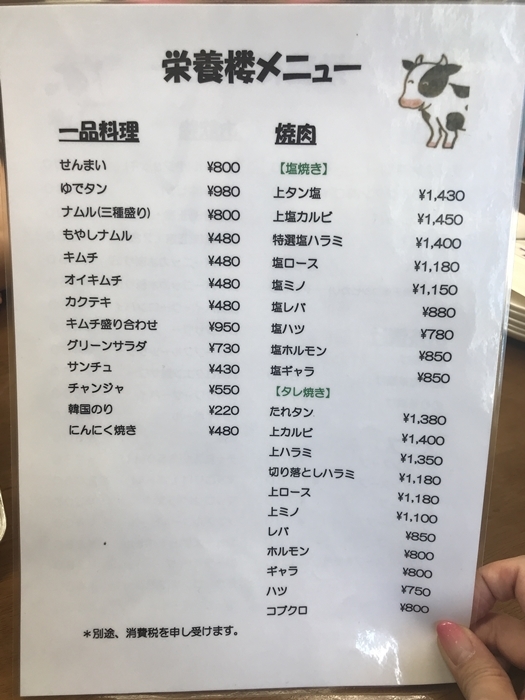 栄養楼メニュー
一品料理
せんまい ¥800
ゆでタン ¥980
ナムル(三種盛り) ¥800
もやしナムル ¥480
キムチ ¥480
オイキムチ ¥480
カクテキ ¥480
キムチ盛り合わせ ¥950
グリーンサラダ ¥730
サンチュ ¥430
チャンジャ ¥550
韓国のり ¥220
にんにく焼き ¥480
焼肉
【塩焼き】
上タン塩 ¥1,430
上塩カルビ ¥1,450
特選塩ハラミ ¥1,400
塩ロース ¥1,180
塩ミノ ¥1,150
塩レバ ¥880
塩ハツ ¥780
塩ホルモン ¥850
塩ギャラ ¥850
【タレ焼き】
たれタン ¥1,380
上カルビ ¥1,400
上ハラミ ¥1,350
切り落としハラミ ¥1,180
上ロース ¥1,180
上ミノ ¥1,100
レバ ¥850
ホルモン ¥800
ギャラ ¥800
ハツ ¥750
コブクロ ¥800
＊別途、消費税を申し受けます。